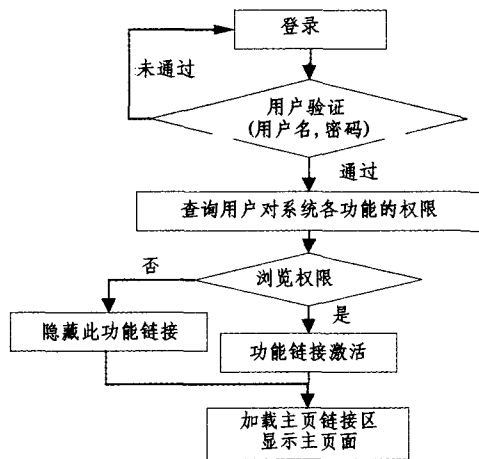 登录
未通过
用户验证
(用户名,密码)
通过
查询用户对系统各功能的权限
否
浏览权限
是
隐藏此功能链接
功能链接激活
加载主页链接区
显示主页面